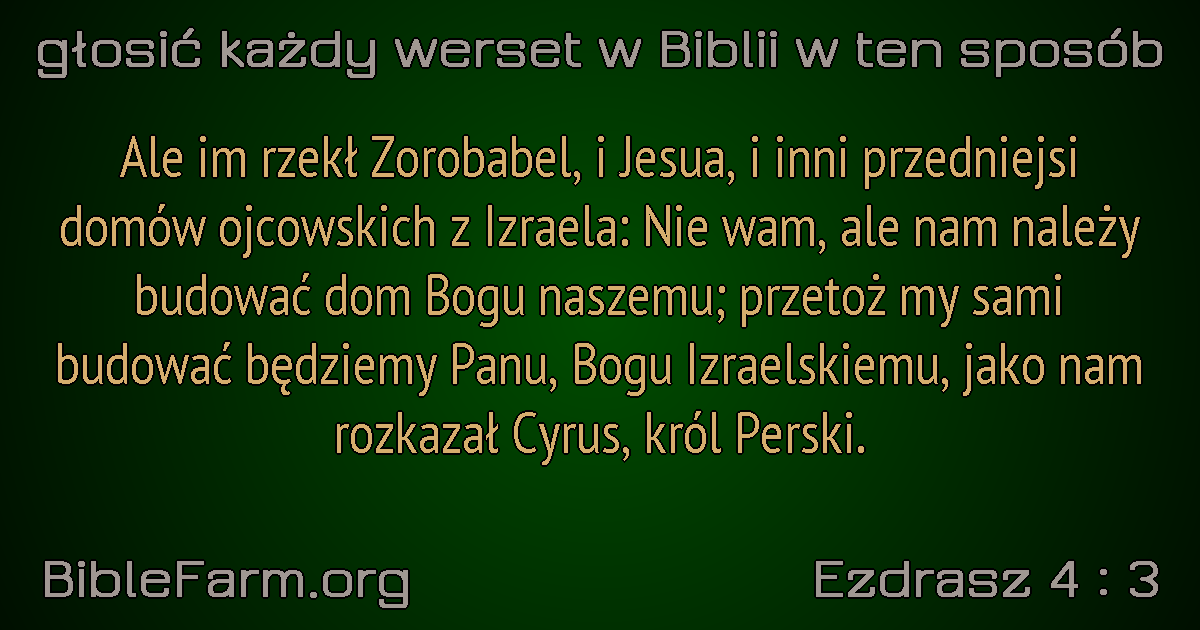 głosić każdy werset w Biblii w ten sposób
Ale im rzekł Zorobabel, i Jesua, i inni przedniejsi
domów ojcowskich z Izraela: Nie wam, ale nam należy
budować dom Bogu naszemu; przetoż my sami
budować będziemy Panu, Bogu Izraelskiemu, jako nam
rozkazał Cyrus, król Perski.
BibleFarm.org
Ezdrasz 4 : 3